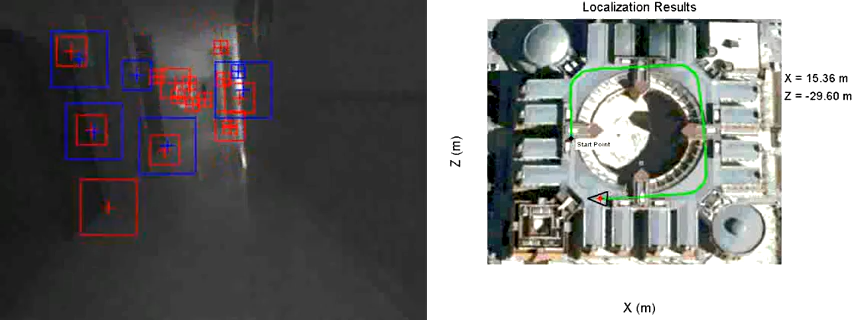 Localization Results
X = 15.36 m
Z = -29.60 m
Start Point
Z (m)
X (m)